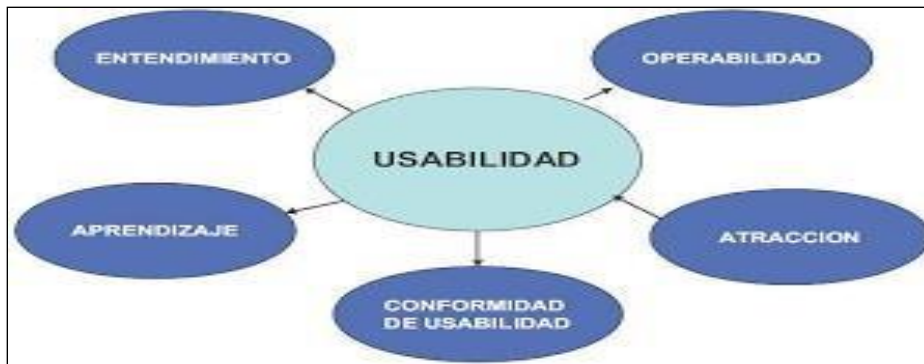 ENTENDIMIENTO
OPERABILIDAD
USABILIDAD
APRENDIZAJE
ATRACCION
CONFORMIDAD
DE USABILIDAD